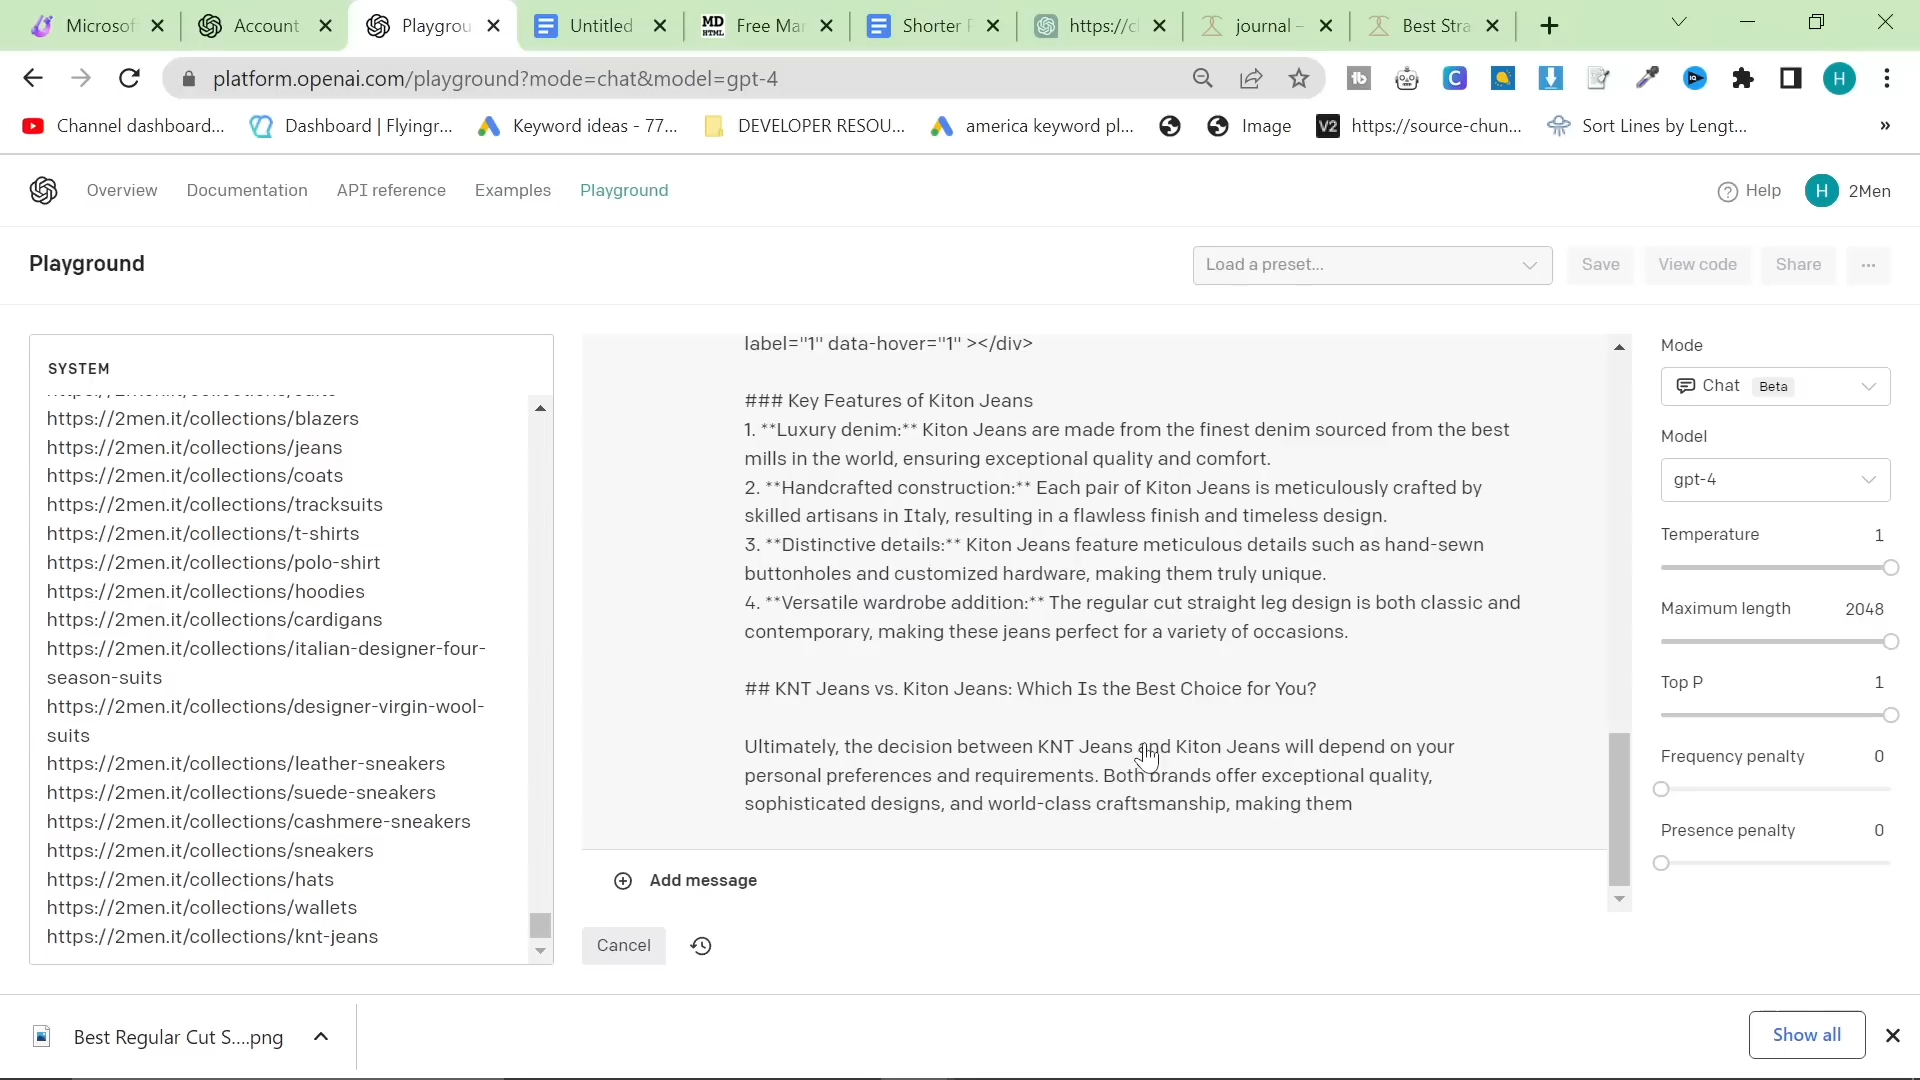 Microsof
Account
Playgrou
Untitled
MD
HTML
Free Mar
Shorter
https://cl
journal –
Best Stra
platform.openai.com/playground?mode=chat&model=gpt-4
H
Channel dashboard...
Dashboard | Flyingr...
Keyword ideas - 77...
DEVELOPER RESOU...
america keyword pl...
Image
V2
https://source-chun...
Sort Lines by Lengt...
»
Overview
Documentation
API reference
Examples
Playground
Help
H
2Men
Playground
Load a preset...
Save
View code
Share
...
SYSTEM
https://2men.it/collections/suits
https://2men.it/collections/blazers
https://2men.it/collections/jeans
https://2men.it/collections/coats
https://2men.it/collections/tracksuits
https://2men.it/collections/t-shirts
https://2men.it/collections/polo-shirt
https://2men.it/collections/hoodies
https://2men.it/collections/cardigans
https://2men.it/collections/italian-designer-four-
season-suits
https://2men.it/collections/designer-virgin-wool-
suits
https://2men.it/collections/leather-sneakers
https://2men.it/collections/suede-sneakers
https://2men.it/collections/cashmere-sneakers
https://2men.it/collections/sneakers
https://2men.it/collections/hats
https://2men.it/collections/wallets
https://2men.it/collections/knt-jeans
label="1" data-hover="1" ></div>
### Key Features of Kiton Jeans
1. **Luxury denim:** Kiton Jeans are made from the finest denim sourced from the best
mills in the world, ensuring exceptional quality and comfort.
2. **Handcrafted construction:** Each pair of Kiton Jeans is meticulously crafted by
skilled artisans in Italy, resulting in a flawless finish and timeless design.
3. **Distinctive details:** Kiton Jeans feature meticulous details such as hand-sewn
buttonholes and customized hardware, making them truly unique.
4. **Versatile wardrobe addition:** The regular cut straight leg design is both classic and
contemporary, making these jeans perfect for a variety of occasions.
## KNT Jeans vs. Kiton Jeans: Which Is the Best Choice for You?
Ultimately, the decision between KNT Jeans and Kiton Jeans will depend on your
personal preferences and requirements. Both brands offer exceptional quality,
sophisticated designs, and world-class craftsmanship, making them
Add message
Cancel
Mode
Chat Beta
Model
gpt-4
Temperature 1
Maximum length 2048
Top P 1
Frequency penalty 0
Presence penalty 0
Best Regular Cut S....png
Show all